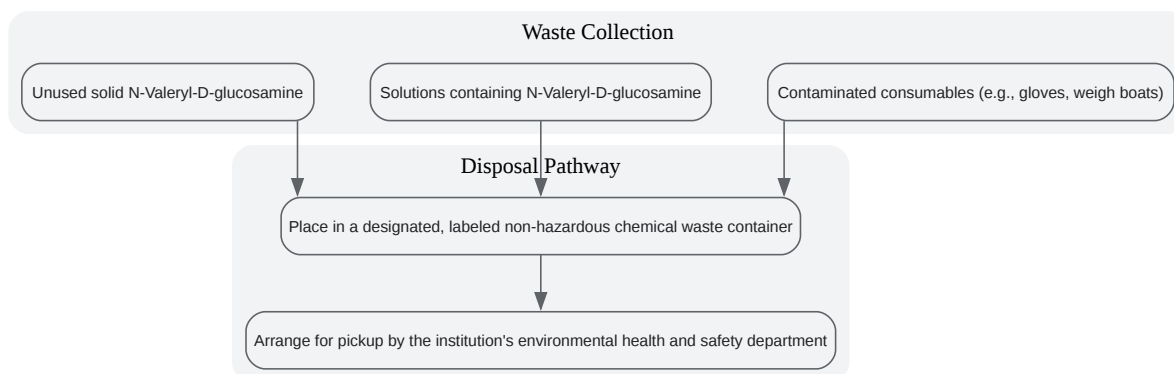 Waste Collection
Unused solid N-Valeryl-D-glucosamine
Solutions containing N-Valeryl-D-glucosamine
Contaminated consumables (e.g., gloves, weigh boats)
Disposal Pathway
Place in a designated, labeled non-hazardous chemical waste container
Arrange for pickup by the institution's environmental health and safety department